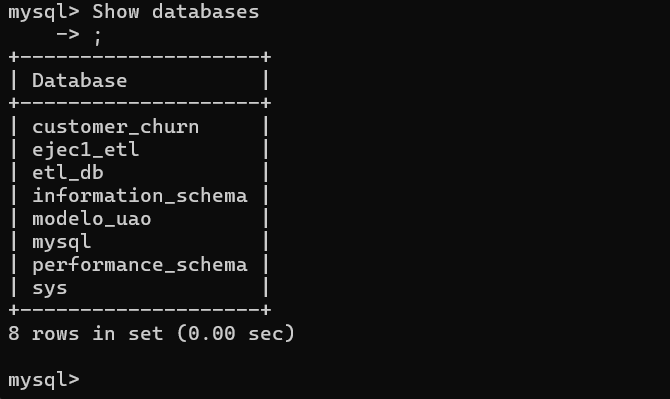 mysql> Show databases
    -> ;
+--------------------+
| Database           |
+--------------------+
| customer_churn     |
| ejec1_etl          |
| etl_db             |
| information_schema |
| modelo_uao         |
| mysql              |
| performance_schema |
| sys                |
+--------------------+
8 rows in set (0.00 sec)

mysql>